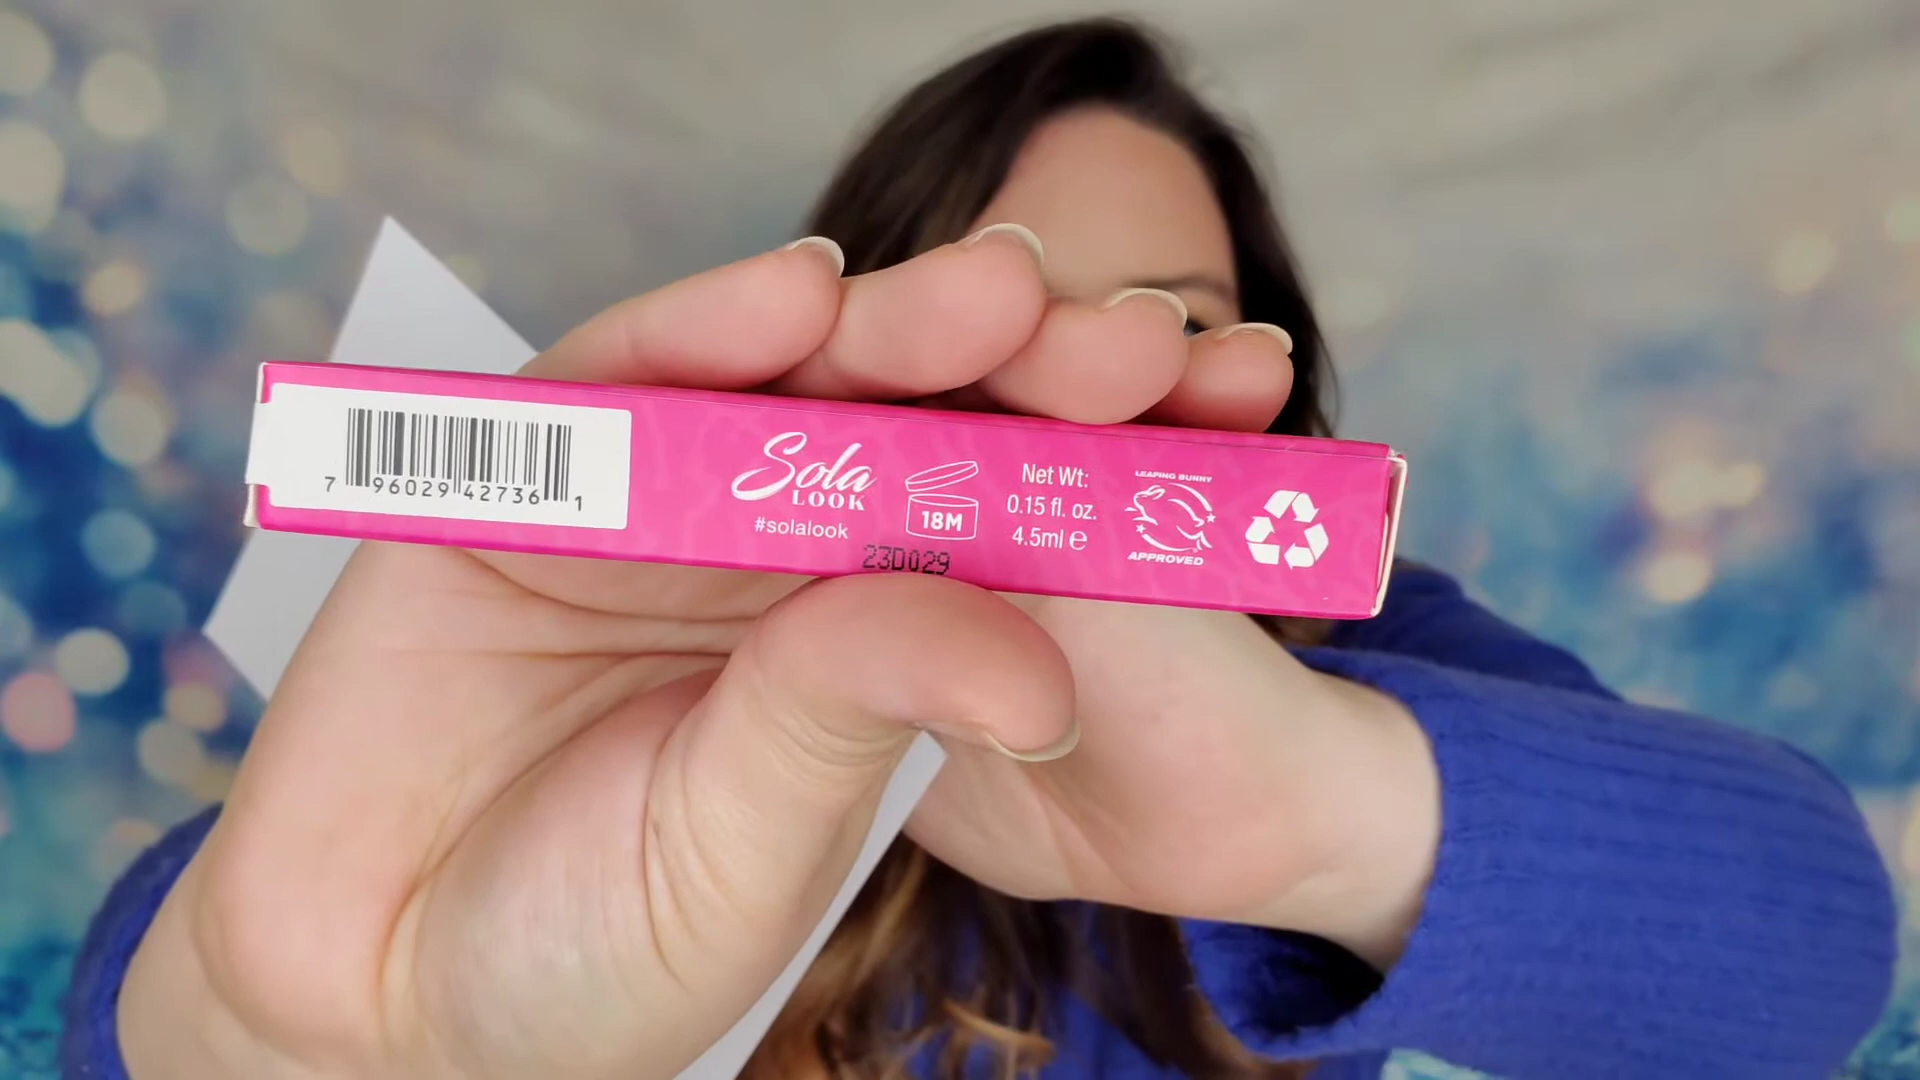 7 96029 42736 1
Sola
LOOK
#solalook
18M
23D029
Net Wt:
0.15 fl. oz.
4.5ml e
LEAPING BUNNY
APPROVED